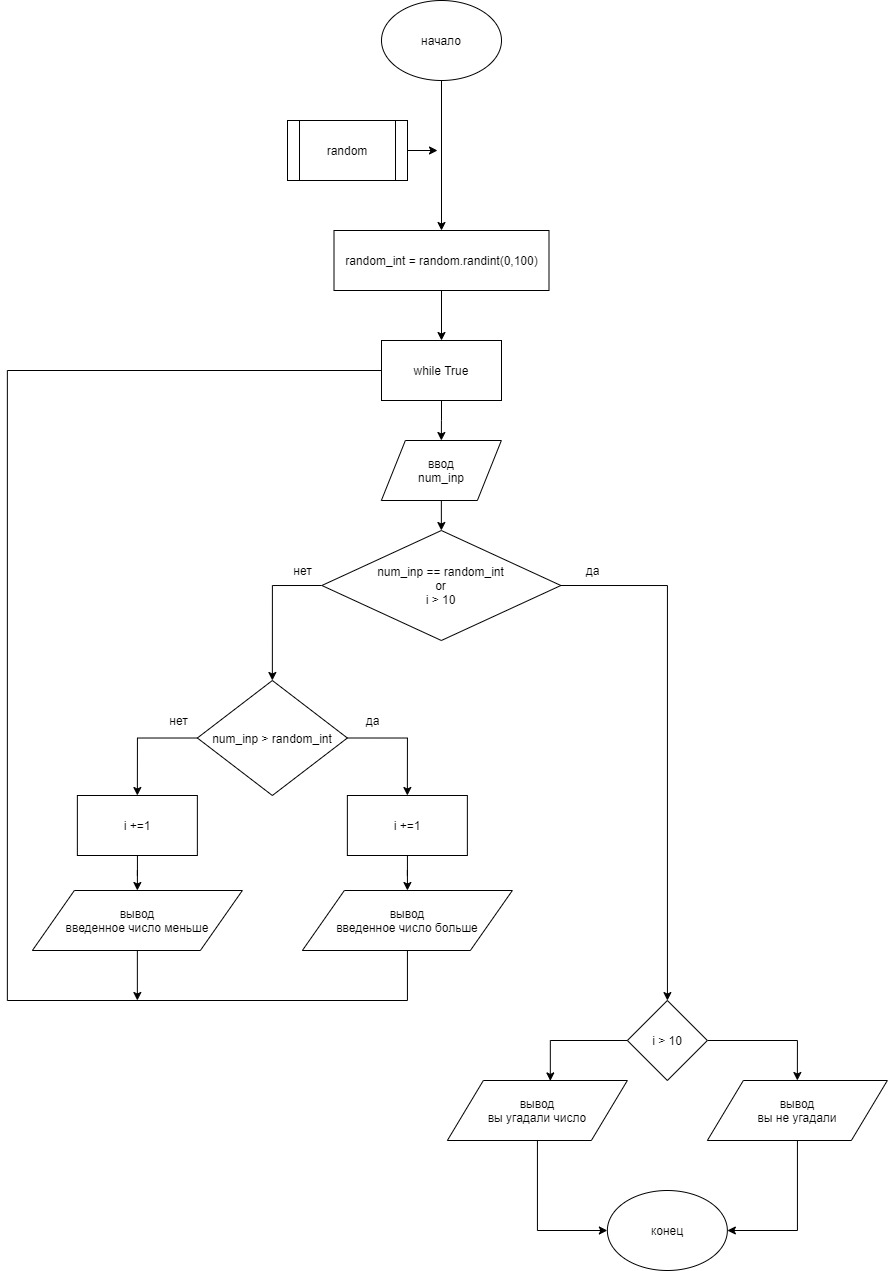 начало
random
random_int = random.randint(0,100)
while True
ввод
num_inp
num_inp == random_int
or
i > 10
нет
да
num_inp > random_int
нет
да
i +=1
i +=1
вывод
введенное число меньше
вывод
введенное число больше
i > 10
вывод
вы угадали число
вывод
вы не угадали
конец